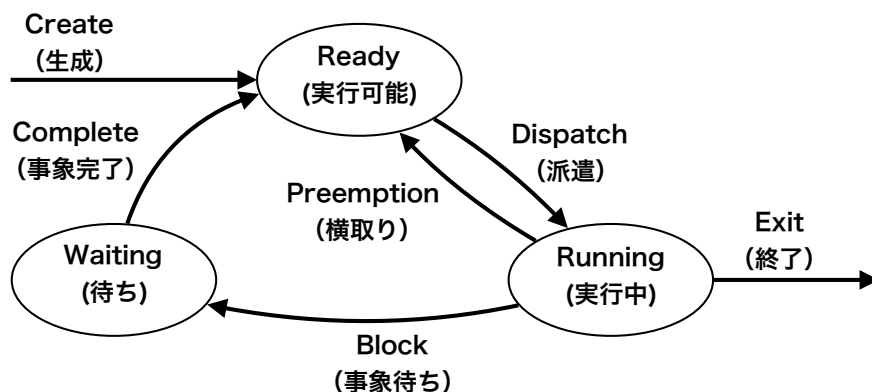 Create
（生成）
Ready
(実行可能)
Complete
（事象完了）
Dispatch
（派遣）
Preemption
（横取り）
Exit
（終了）
Waiting
(待ち)
Running
(実行中)
Block
（事象待ち）